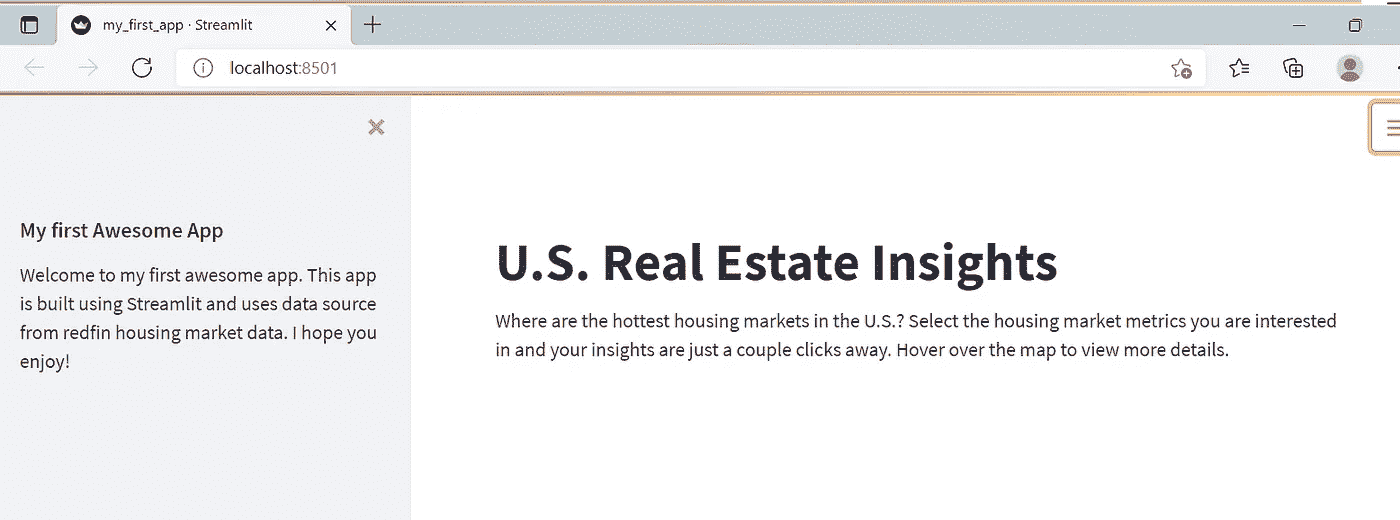 my_first_app · Streamlit
localhost:8501
My first Awesome App
Welcome to my first awesome app. This app
is built using Streamlit and uses data source
from redfin housing market data. I hope you
enjoy!
U.S. Real Estate Insights
Where are the hottest housing markets in the U.S.? Select the housing market metrics you are interested
in and your insights are just a couple clicks away. Hover over the map to view more details.